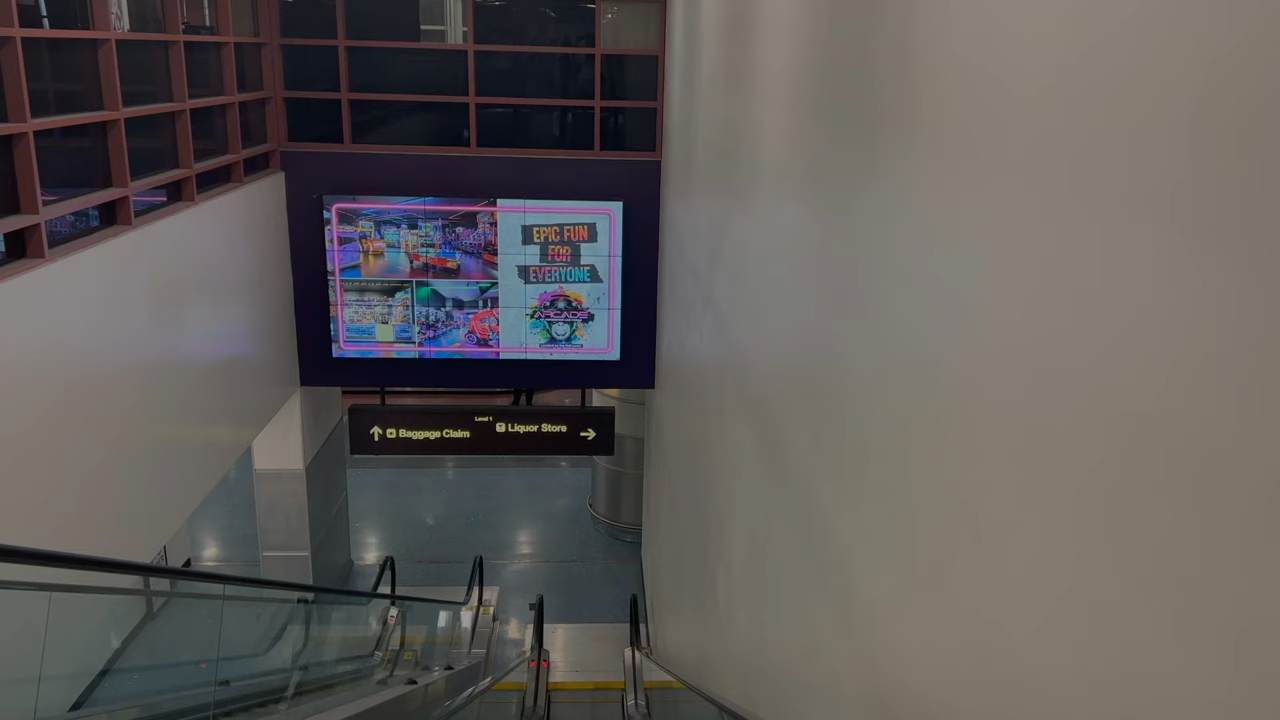 EPIC FUN
FOR
EVERYONE
ARCADE
Level 1
Baggage Claim
Liquor Store